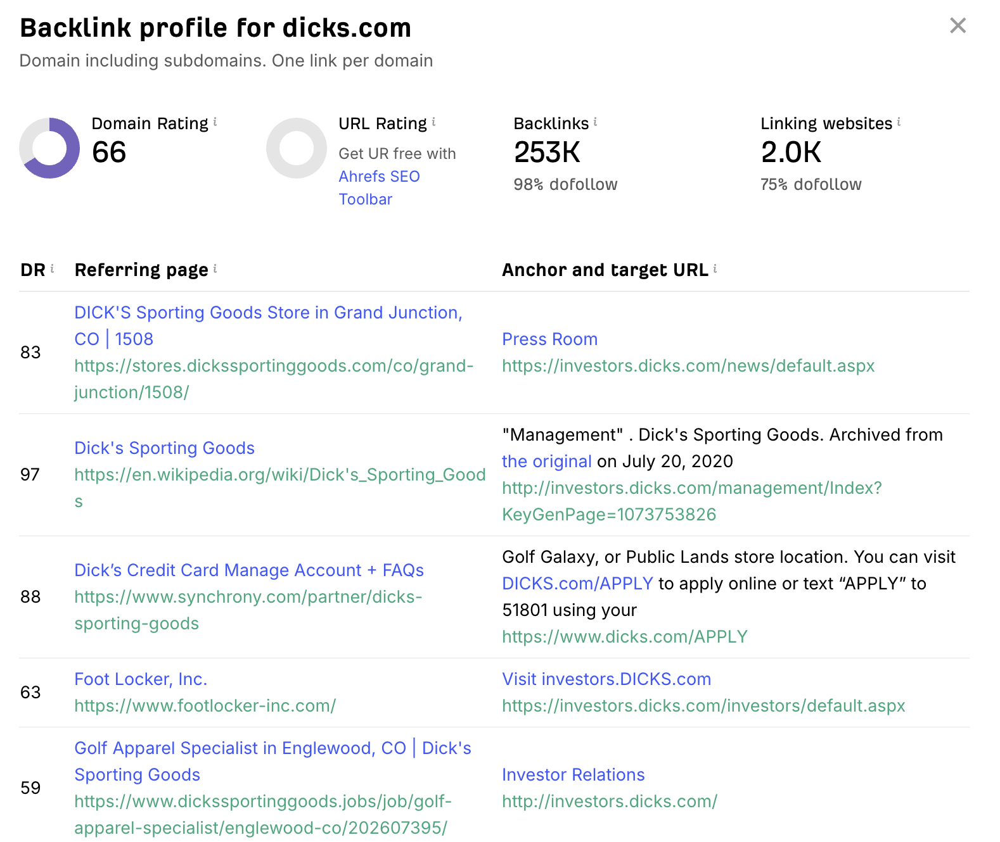 Backlink profile for dicks.com
Domain including subdomains. One link per domain
Domain Rating i
66
URL Rating i
Get UR free with
Ahrefs SEO
Toolbar
Backlinks i
253K
98% dofollow
Linking websites i
2.0K
75% dofollow
DR i Referring page i Anchor and target URL i
83
DICK'S Sporting Goods Store in Grand Junction,
CO | 1508
https://stores.dickssportinggoods.com/co/grand-
junction/1508/
Press Room
https://investors.dicks.com/news/default.aspx
97
Dick's Sporting Goods
https://en.wikipedia.org/wiki/Dick's_Sporting_Good
s
"Management" . Dick's Sporting Goods. Archived from
the original on July 20, 2020
http://investors.dicks.com/management/Index?
KeyGenPage=1073753826
88
Dick’s Credit Card Manage Account + FAQs
https://www.synchrony.com/partner/dicks-
sporting-goods
Golf Galaxy, or Public Lands store location. You can visit
DICKS.com/APPLY to apply online or text “APPLY” to
51801 using your
https://www.dicks.com/APPLY
63
Foot Locker, Inc.
https://www.footlocker-inc.com/
Visit investors.DICKS.com
https://investors.dicks.com/investors/default.aspx
59
Golf Apparel Specialist in Englewood, CO | Dick's
Sporting Goods
https://www.dickssportinggoods.jobs/job/golf-
apparel-specialist/englewood-co/202607395/
Investor Relations
http://investors.dicks.com/